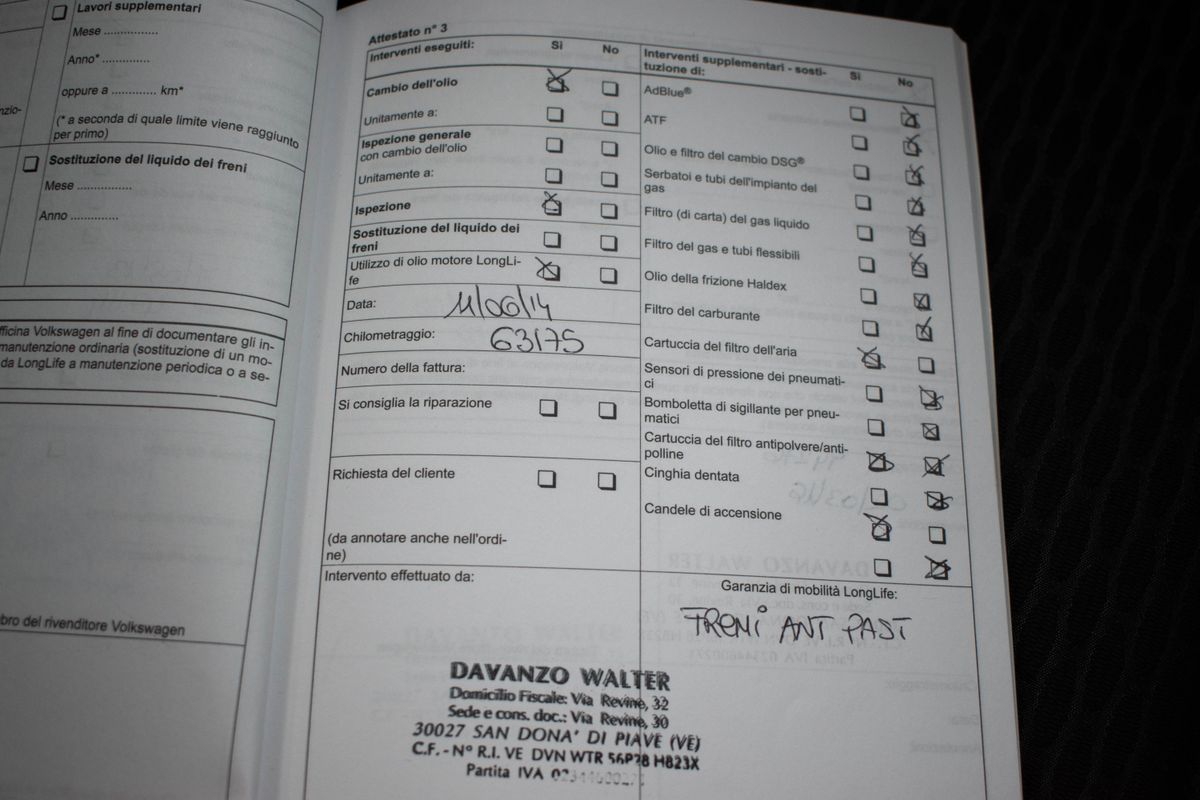 Lavori supplementari
Mese ................
Anno* ..............
oppure a ............. km*
(* a seconda di quale limite viene raggiunto
per primo)
Sostituzione del liquido dei freni
Mese ................
Anno ..............
officina Volkswagen al fine di documentare gli in-
manutenzione ordinaria (sostituzione di un mo-
da LongLife a manutenzione periodica o a se-
bro del rivenditore Volkswagen
Attestato n° 3
Interventi eseguiti: Sì No
Cambio dell'olio
Unitamente a:
Ispezione generale
con cambio dell'olio
Unitamente a:
Ispezione
Sostituzione del liquido dei
freni
Utilizzo di olio motore LongLi-
fe
Data: 11/06/14
Chilometraggio: 63175
Numero della fattura:
Si consiglia la riparazione
Richiesta del cliente
(da annotare anche nell'ordi-
ne)
Interventi supplementari - sosti- Sì No
tuzione di:
AdBlue®
ATF
Olio e filtro del cambio DSG®
Serbatoi e tubi dell'impianto del
gas
Filtro (di carta) del gas liquido
Filtro del gas e tubi flessibili
Olio della frizione Haldex
Filtro del carburante
Cartuccia del filtro dell'aria
Sensori di pressione dei pneumati-
ci
Bomboletta di sigillante per pneu-
matici
Cartuccia del filtro antipolvere/anti-
polline
Cinghia dentata
Candele di accensione
Intervento effettuato da:
Garanzia di mobilità LongLife:
FRENI ANT PAST
DAVANZO WALTER
Domicilio Fiscale: Via Revine, 32
Sede e cons. doc.: Via Revine, 30
30027 SAN DONA' DI PIAVE (VE)
C.F. - N° R.I. VE DVN WTR 56P28 H823X
Partita IVA